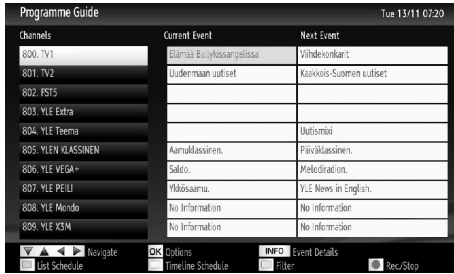 Programme Guide Tue 13/11 07:20
Channels Current Event Next Event
800. TV1 Elämää Ballykissangelissa Viihdekonkarit
801. TV2 Uudenmaan uutiset Kaakkois-Suomen uutiset
802. FST5
803. YLE Extra
804. YLE Teema Uutismixi
805. YLEN KLASSINEN Aamuklassinen. Päiväklassinen.
806. YLE VEGA+ Saldo. Melodiradion.
807. YLE PEILI Ykkösaamu. YLE News in English.
808. YLE Mondo No Information No Information
809. YLE X3M No Information No Information
Navigate OK Options INFO Event Details
List Schedule Timeline Schedule Filter Rec/Stop